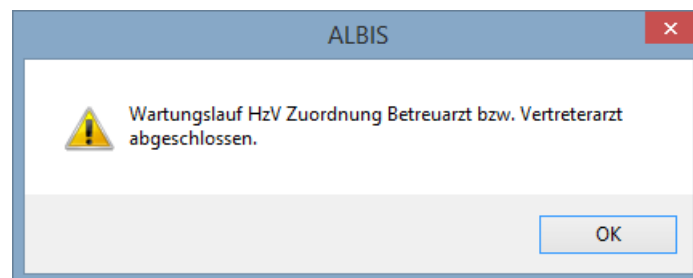 ALBIS
Wartungslauf HzV Zuordnung Betreuarzt bzw. Vertreterarzt
abgeschlossen.
OK